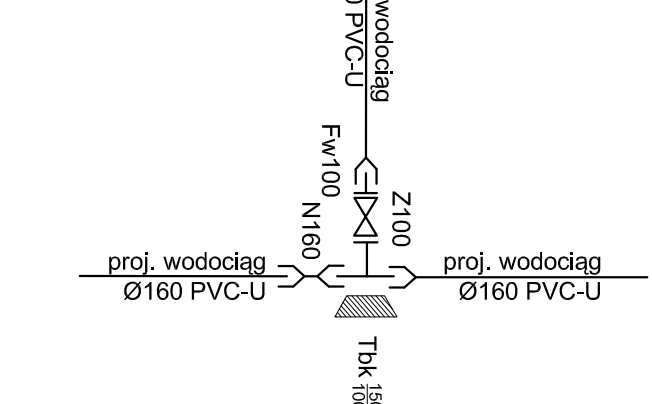 wodociąg
PVC-U
Fw100
Z100
N160
proj. wodociąg
Ø160 PVC-U
proj. wodociąg
Ø160 PVC-U
Tbk